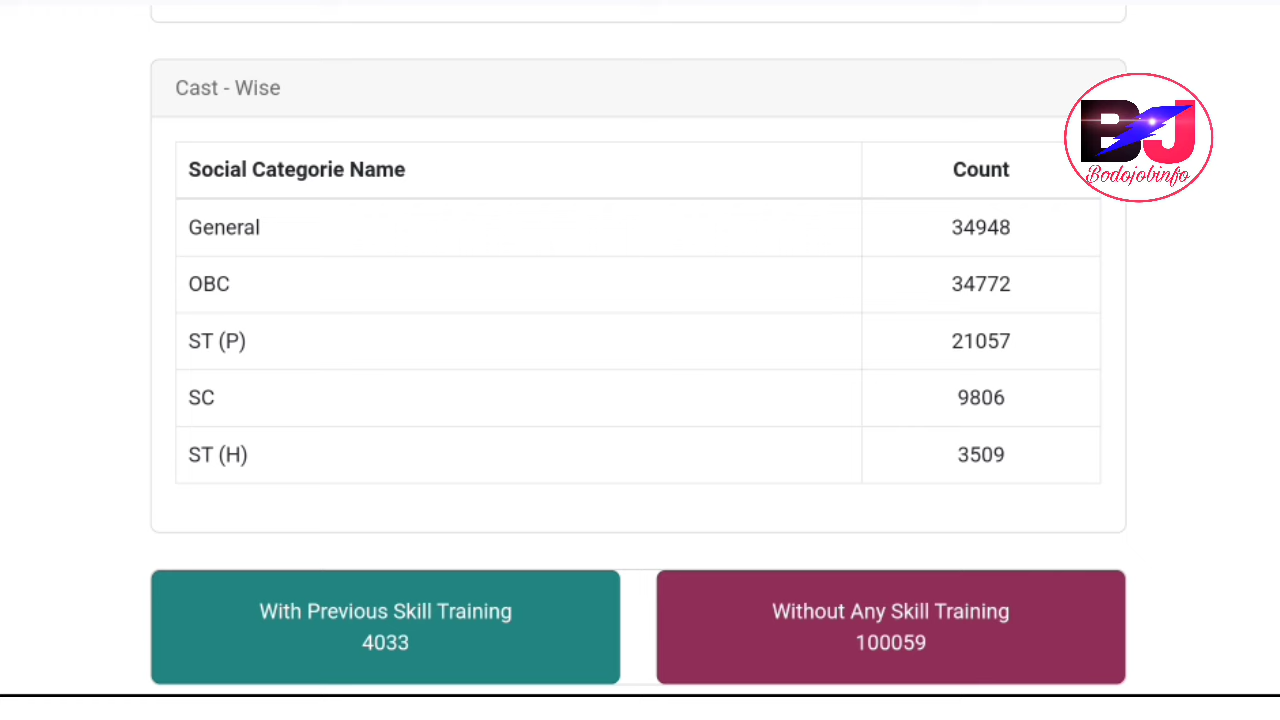 Cast - Wise
Social Categorie Name Count
General 34948
OBC 34772
ST (P) 21057
SC 9806
ST (H) 3509
BJ
Bodojobinfo
With Previous Skill Training
4033
Without Any Skill Training
100059